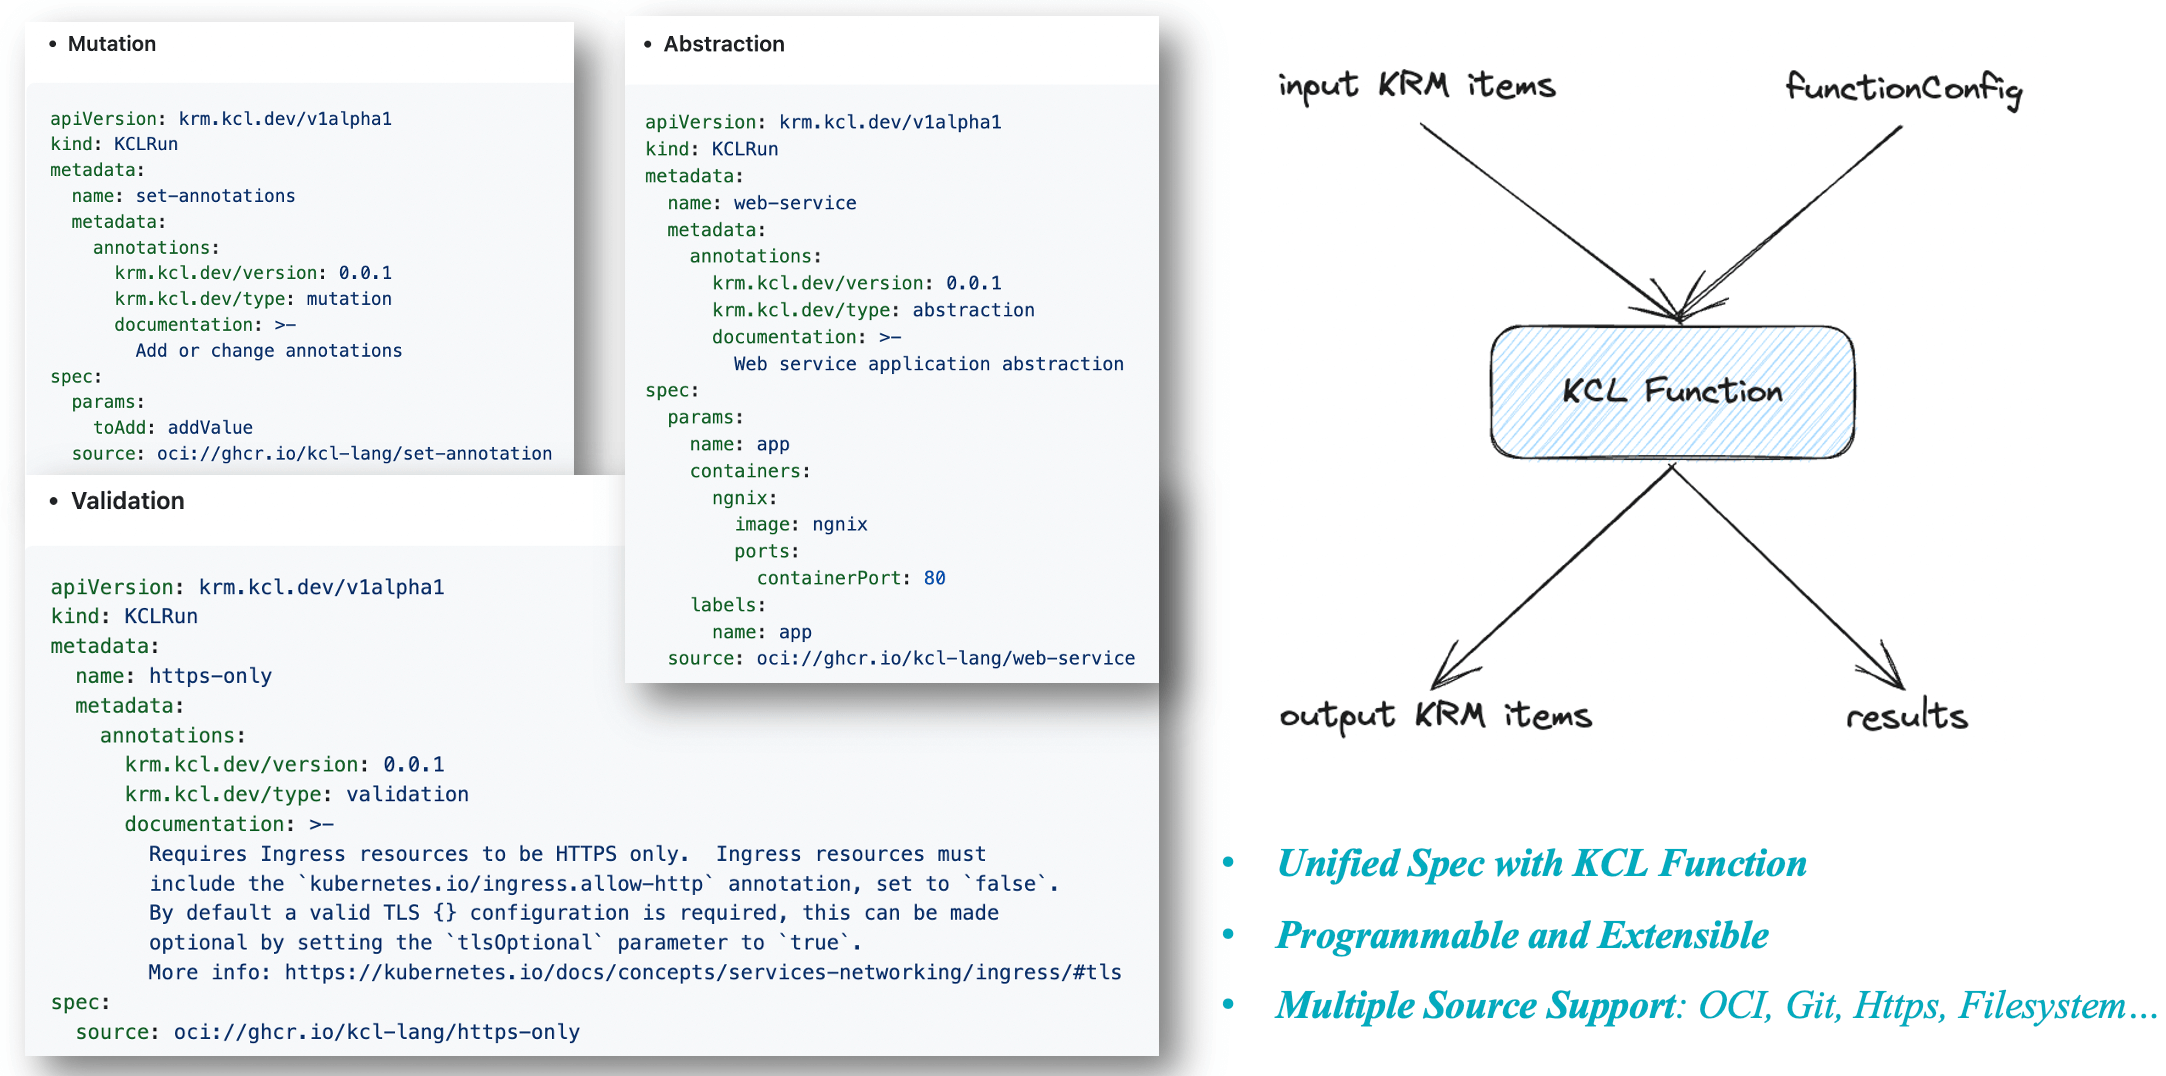 • Mutation
apiVersion: krm.kcl.dev/v1alpha1
kind: KCLRun
metadata:
  name: set-annotations
  metadata:
    annotations:
      krm.kcl.dev/version: 0.0.1
      krm.kcl.dev/type: mutation
      documentation: >-
        Add or change annotations
spec:
  params:
    toAdd: addValue
  source: oci://ghcr.io/kcl-lang/set-annotation
• Validation
apiVersion: krm.kcl.dev/v1alpha1
kind: KCLRun
metadata:
  name: https-only
  metadata:
    annotations:
      krm.kcl.dev/version: 0.0.1
      krm.kcl.dev/type: validation
      documentation: >-
        Requires Ingress resources to be HTTPS only.  Ingress resources must
        include the `kubernetes.io/ingress.allow-http` annotation, set to `false`.
        By default a valid TLS {} configuration is required, this can be made
        optional by setting the `tlsOptional` parameter to `true`.
        More info: https://kubernetes.io/docs/concepts/services-networking/ingress/#tls
spec:
  source: oci://ghcr.io/kcl-lang/https-only
• Abstraction
apiVersion: krm.kcl.dev/v1alpha1
kind: KCLRun
metadata:
  name: web-service
  metadata:
    annotations:
      krm.kcl.dev/version: 0.0.1
      krm.kcl.dev/type: abstraction
      documentation: >-
        Web service application abstraction
spec:
  params:
    name: app
    containers:
      ngnix:
        image: ngnix
        ports:
          containerPort: 80
    labels:
      name: app
  source: oci://ghcr.io/kcl-lang/web-service
input KRM items
functionConfig
KCL Function
output KRM items
results
• Unified Spec with KCL Function
• Programmable and Extensible
• Multiple Source Support: OCI, Git, Https, Filesystem...